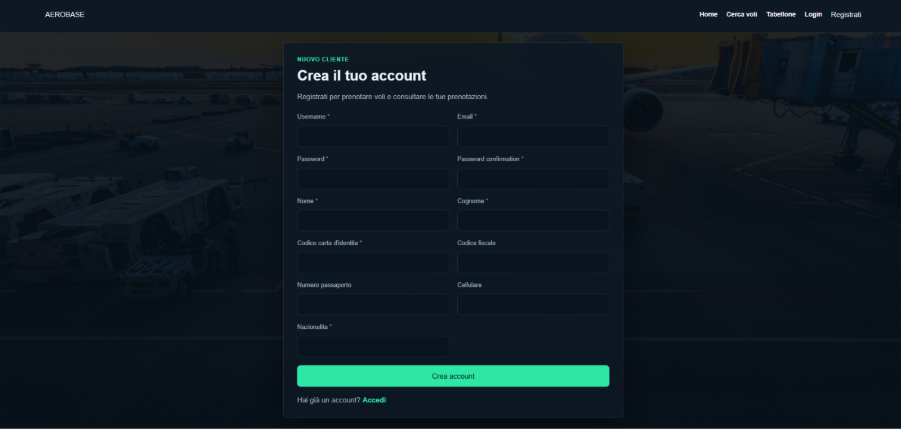 AEROBASE
Home Cerca voli Tabellone Login Registrati
NUOVO CLIENTE
Crea il tuo account
Registrati per prenotare voli e consultare le tue prenotazioni.
Username * Email *
Password * Password confirmation *
Nome * Cognome *
Codice carta d'identita * Codice fiscale
Numero passaporto Cellulare
Nazionalita *
Crea account
Hai già un account? Accedi